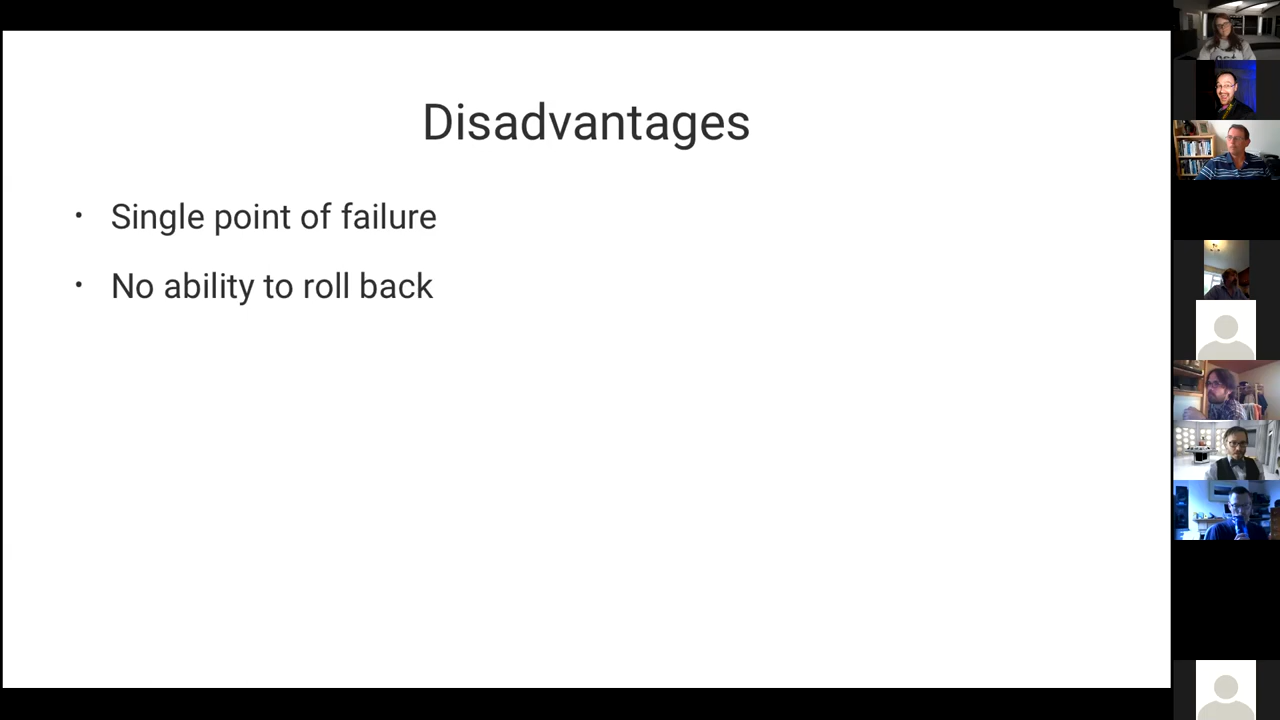 Disadvantages
• Single point of failure
• No ability to roll back